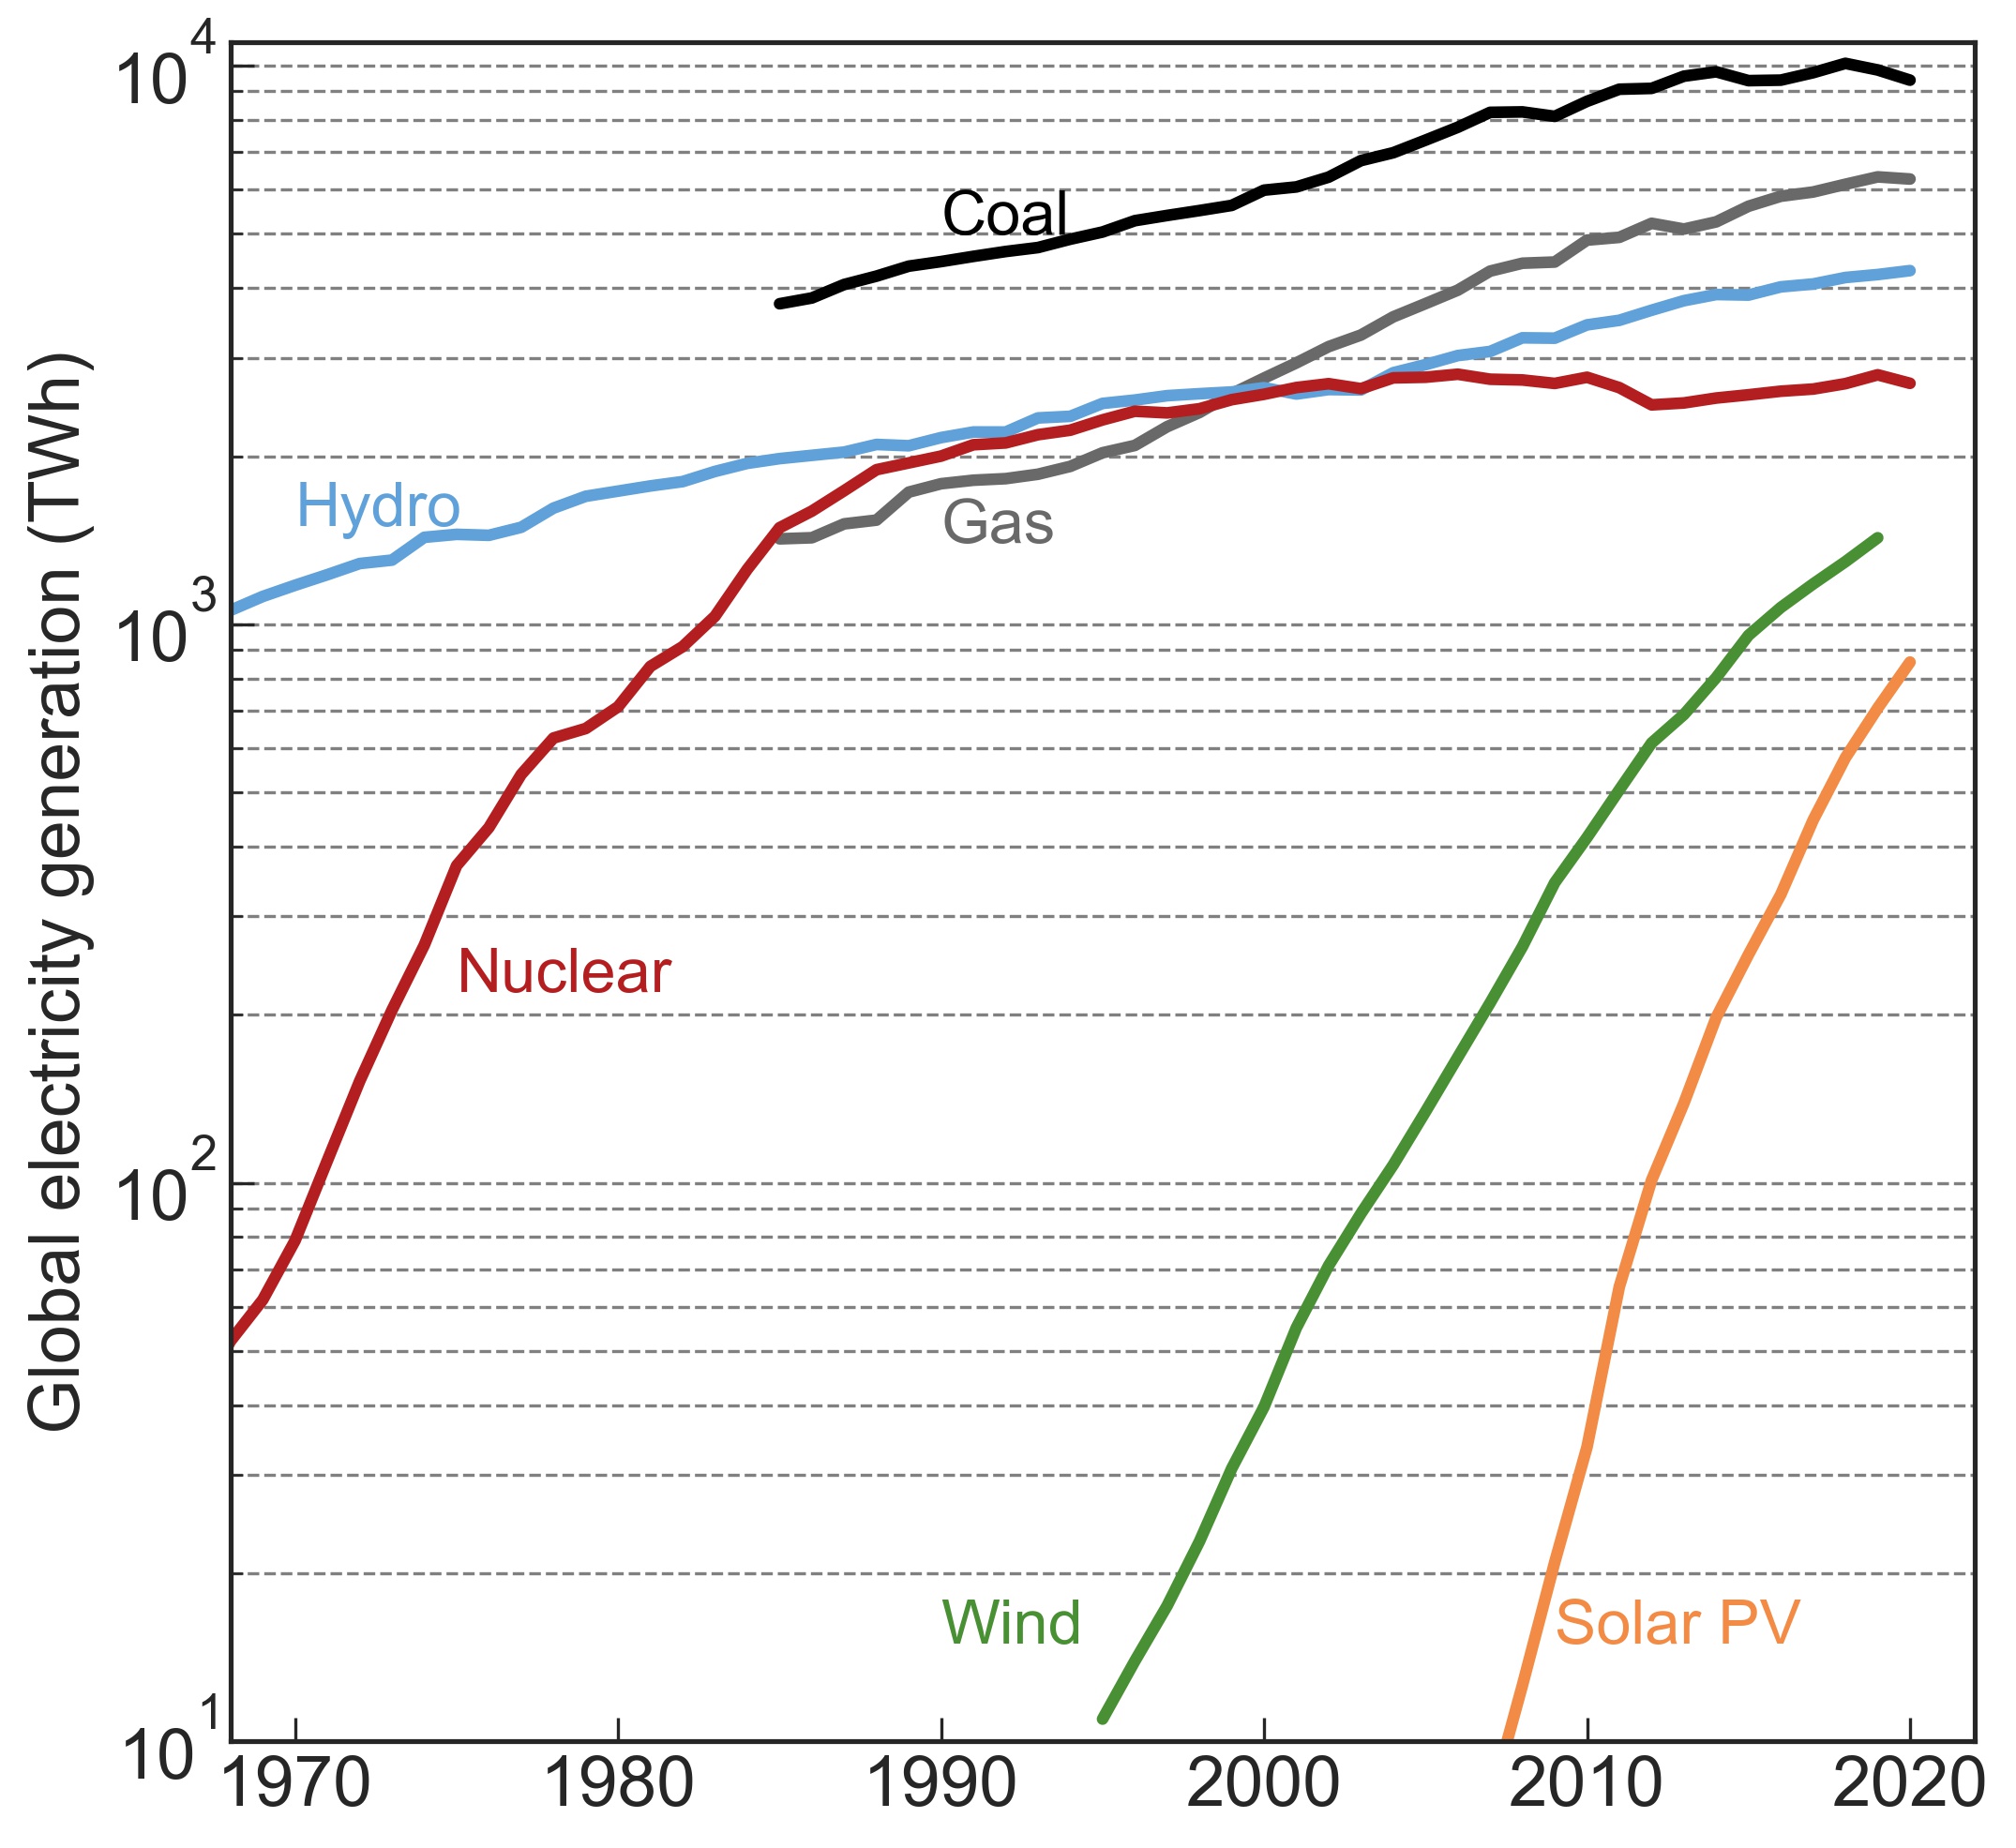 Global electricity generation (TWh)
10^4
10^3
10^2
10^1
Coal
Hydro
Gas
Nuclear
Wind
Solar PV
1970 1980 1990 2000 2010 2020